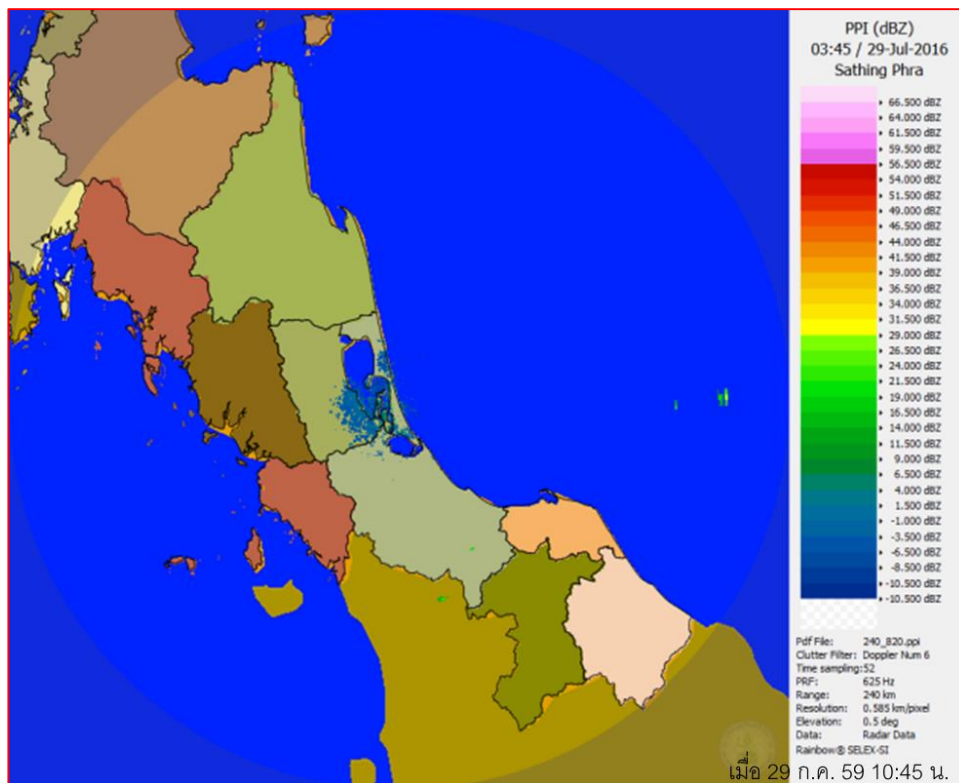 PPI (dBZ)
03:45 / 29-Jul-2016
Sathing Phra
66.500 dBZ
64.000 dBZ
61.500 dBZ
59.500 dBZ
56.500 dBZ
54.000 dBZ
51.500 dBZ
49.000 dBZ
46.500 dBZ
44.000 dBZ
41.500 dBZ
39.000 dBZ
36.500 dBZ
34.000 dBZ
31.500 dBZ
29.000 dBZ
26.500 dBZ
24.000 dBZ
21.500 dBZ
19.000 dBZ
16.500 dBZ
14.000 dBZ
11.500 dBZ
9.000 dBZ
6.500 dBZ
4.000 dBZ
1.500 dBZ
-1.000 dBZ
-3.500 dBZ
-6.500 dBZ
-8.500 dBZ
-10.500 dBZ
-10.500 dBZ
Pdf File: 240_820.ppi
Clutter Filter: Doppler Num 6
Time sampling:52
PRF: 625 Hz
Range: 240 km
Resolution: 0.585 km/pixel
Elevation: 0.5 deg
Data: Radar Data
Rainbow® SELEX-SI
เมื่อ 29 ก.ค. 59 10:45 น.